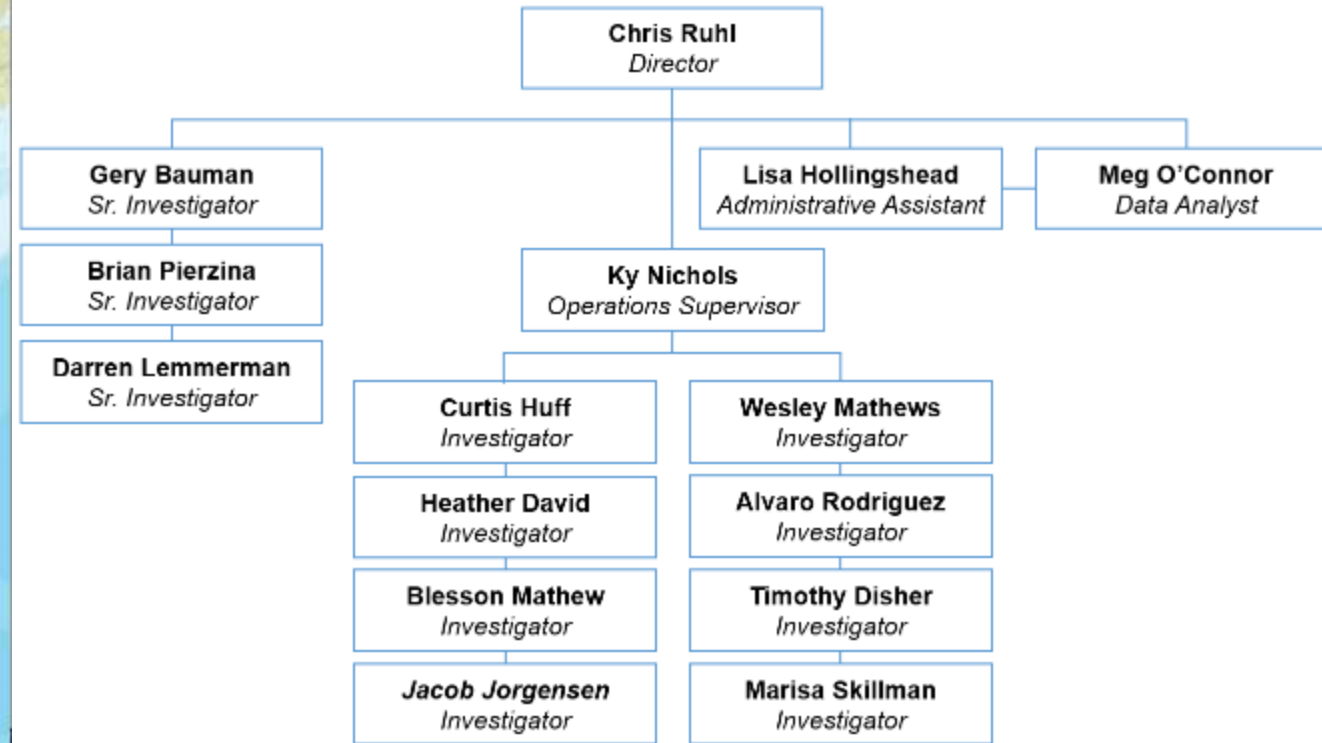 Chris Ruhl
Director
Gery Bauman
Sr. Investigator
Lisa Hollingshead
Administrative Assistant
Meg O’Connor
Data Analyst
Brian Pierzina
Sr. Investigator
Ky Nichols
Operations Supervisor
Darren Lemmerman
Sr. Investigator
Curtis Huff
Investigator
Wesley Mathews
Investigator
Heather David
Investigator
Alvaro Rodriguez
Investigator
Blesson Mathew
Investigator
Timothy Disher
Investigator
Jacob Jorgensen
Investigator
Marisa Skillman
Investigator